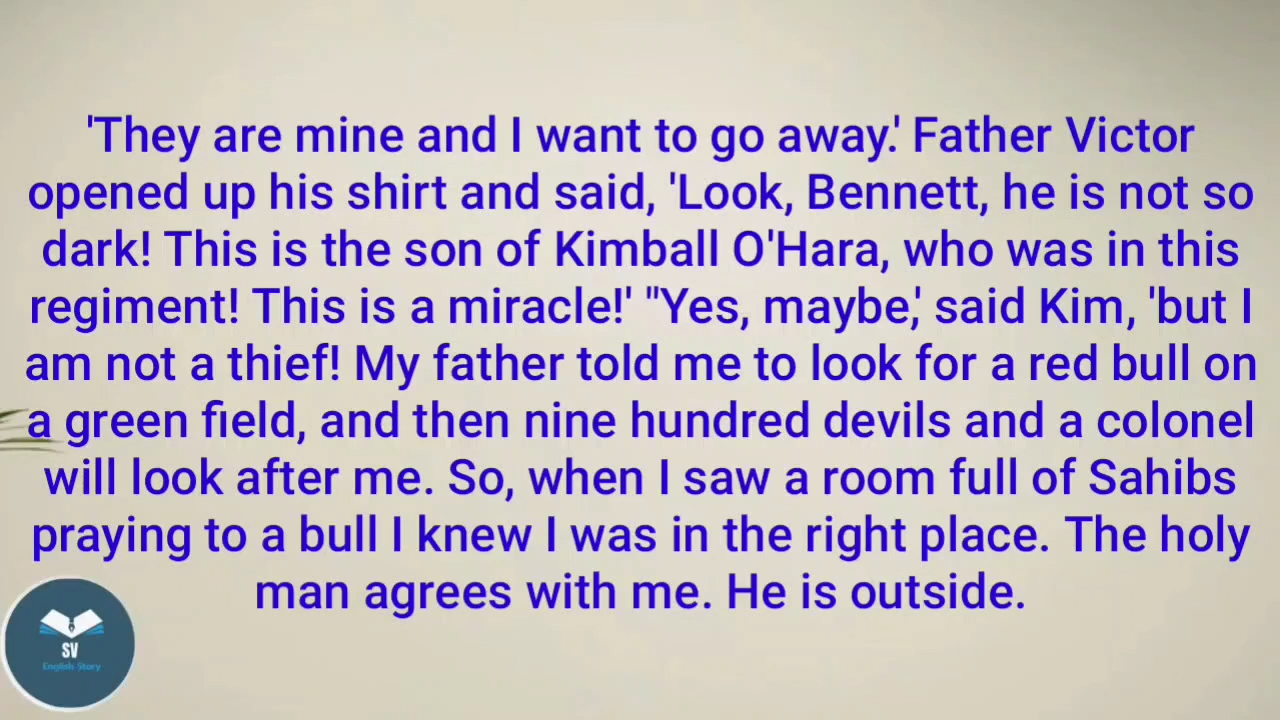 'They are mine and I want to go away.' Father Victor
opened up his shirt and said, 'Look, Bennett, he is not so
dark! This is the son of Kimball O'Hara, who was in this
regiment! This is a miracle!' "Yes, maybe,' said Kim, 'but I
am not a thief! My father told me to look for a red bull on
a green field, and then nine hundred devils and a colonel
will look after me. So, when I saw a room full of Sahibs
praying to a bull I knew I was in the right place. The holy
man agrees with me. He is outside.
SV
English Story